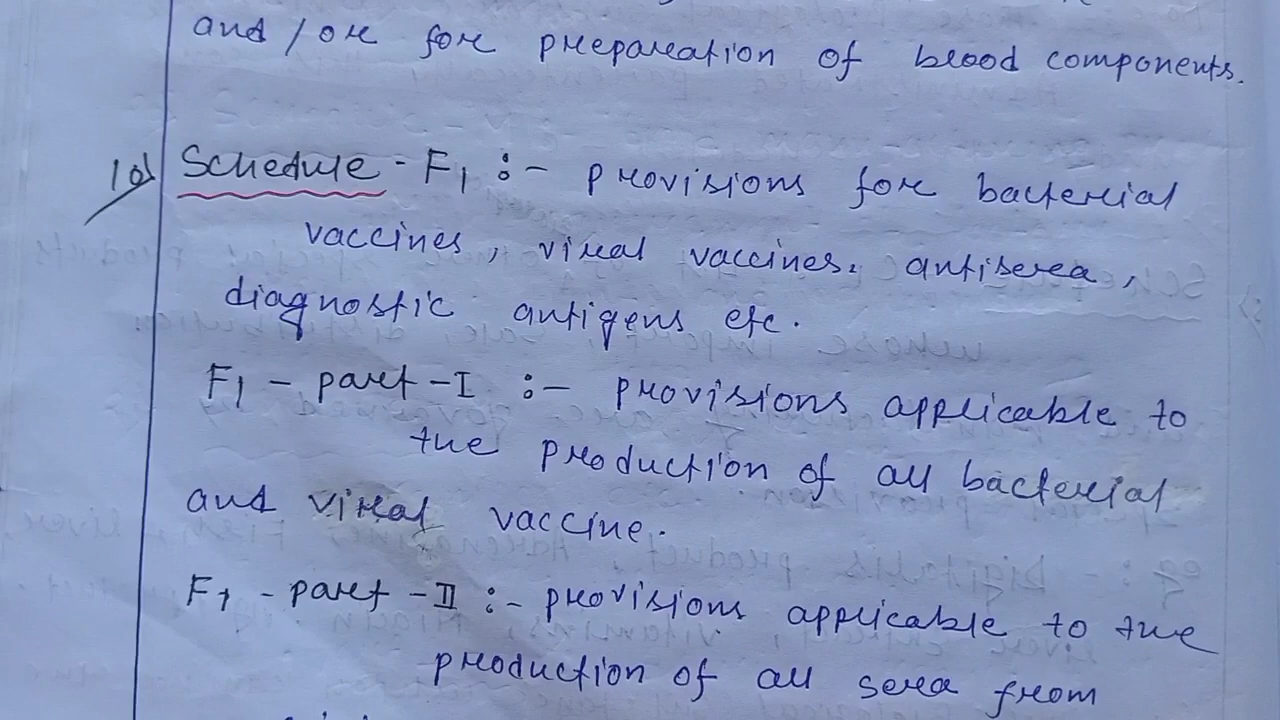 and / or for preparation of blood components.
10) Schedule - F1 :- provisions for bacterial
vaccines, viral vaccines, antisera,
diagnostic antigens etc.
F1 - part - I :- provisions applicable to
the production of all bacterial
and viral vaccine.
F1 - part - II :- provisions applicable to the
production of all sera from